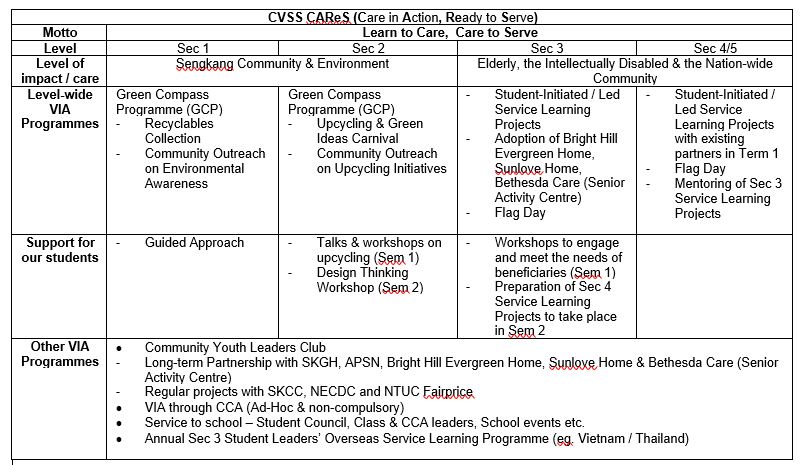 CVSS CAReS (Care in Action, Ready to Serve)
Motto Learn to Care, Care to Serve
Level Sec 1 Sec 2 Sec 3 Sec 4/5
Level of
impact / care
Sengkang Community & Environment
Elderly, the Intellectually Disabled & the Nation-wide
Community
Level-wide
VIA
Programmes
Green Compass
Programme (GCP)
- Recyclables
Collection
- Community Outreach
on Environmental
Awareness
Green Compass
Programme (GCP)
- Upcycling & Green
Ideas Carnival
- Community Outreach
on Upcycling Initiatives
- Student-Initiated / Led
Service Learning
Projects
- Adoption of Bright Hill
Evergreen Home,
Sunlove Home,
Bethesda Care (Senior
Activity Centre)
- Flag Day
- Student-Initiated /
Led Service
Learning Projects
with existing
partners in Term 1
- Flag Day
- Mentoring of Sec 3
Service Learning
Projects
Support for
our students
- Guided Approach
- Talks & workshops on
upcycling (Sem 1)
- Design Thinking
Workshop (Sem 2)
- Workshops to engage
and meet the needs of
beneficiaries (Sem 1)
- Preparation of Sec 4
Service Learning
Projects to take place
in Sem 2
Other VIA
Programmes
• Community Youth Leaders Club
- Long-term Partnership with SKGH, APSN, Bright Hill Evergreen Home, Sunlove Home & Bethesda Care (Senior
Activity Centre)
- Regular projects with SKCC, NECDC and NTUC Fairprice
• VIA through CCA (Ad-Hoc & non-compulsory)
• Service to school – Student Council, Class & CCA leaders, School events etc.
• Annual Sec 3 Student Leaders' Overseas Service Learning Programme (eg. Vietnam / Thailand)